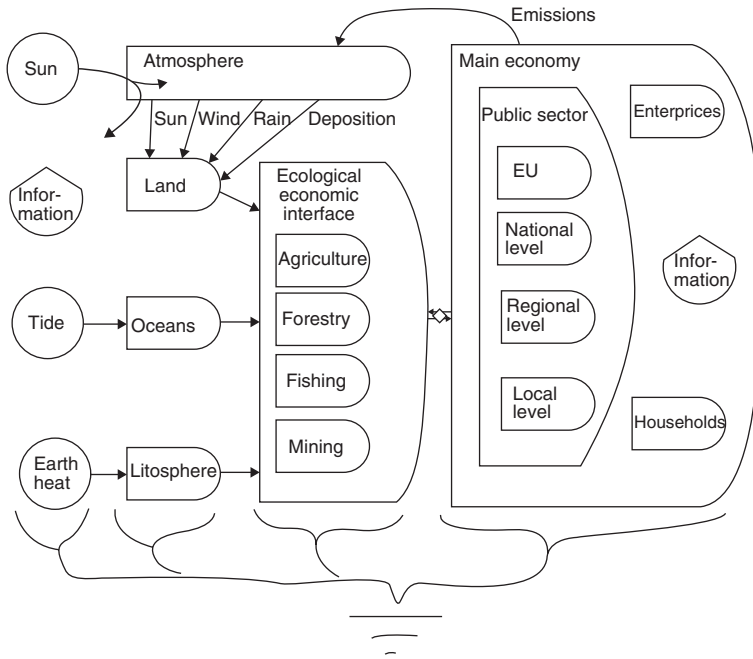 Emissions
Sun
Atmosphere
Main economy
Sun Wind Rain Deposition
Public sector
Enterprices
Land
Ecological
economic
interface
EU
Infor-
mation
National
level
Agriculture
Infor-
mation
Tide
Oceans
Forestry
Regional
level
Fishing
Local
level
Households
Mining
Earth
heat
Litosphere